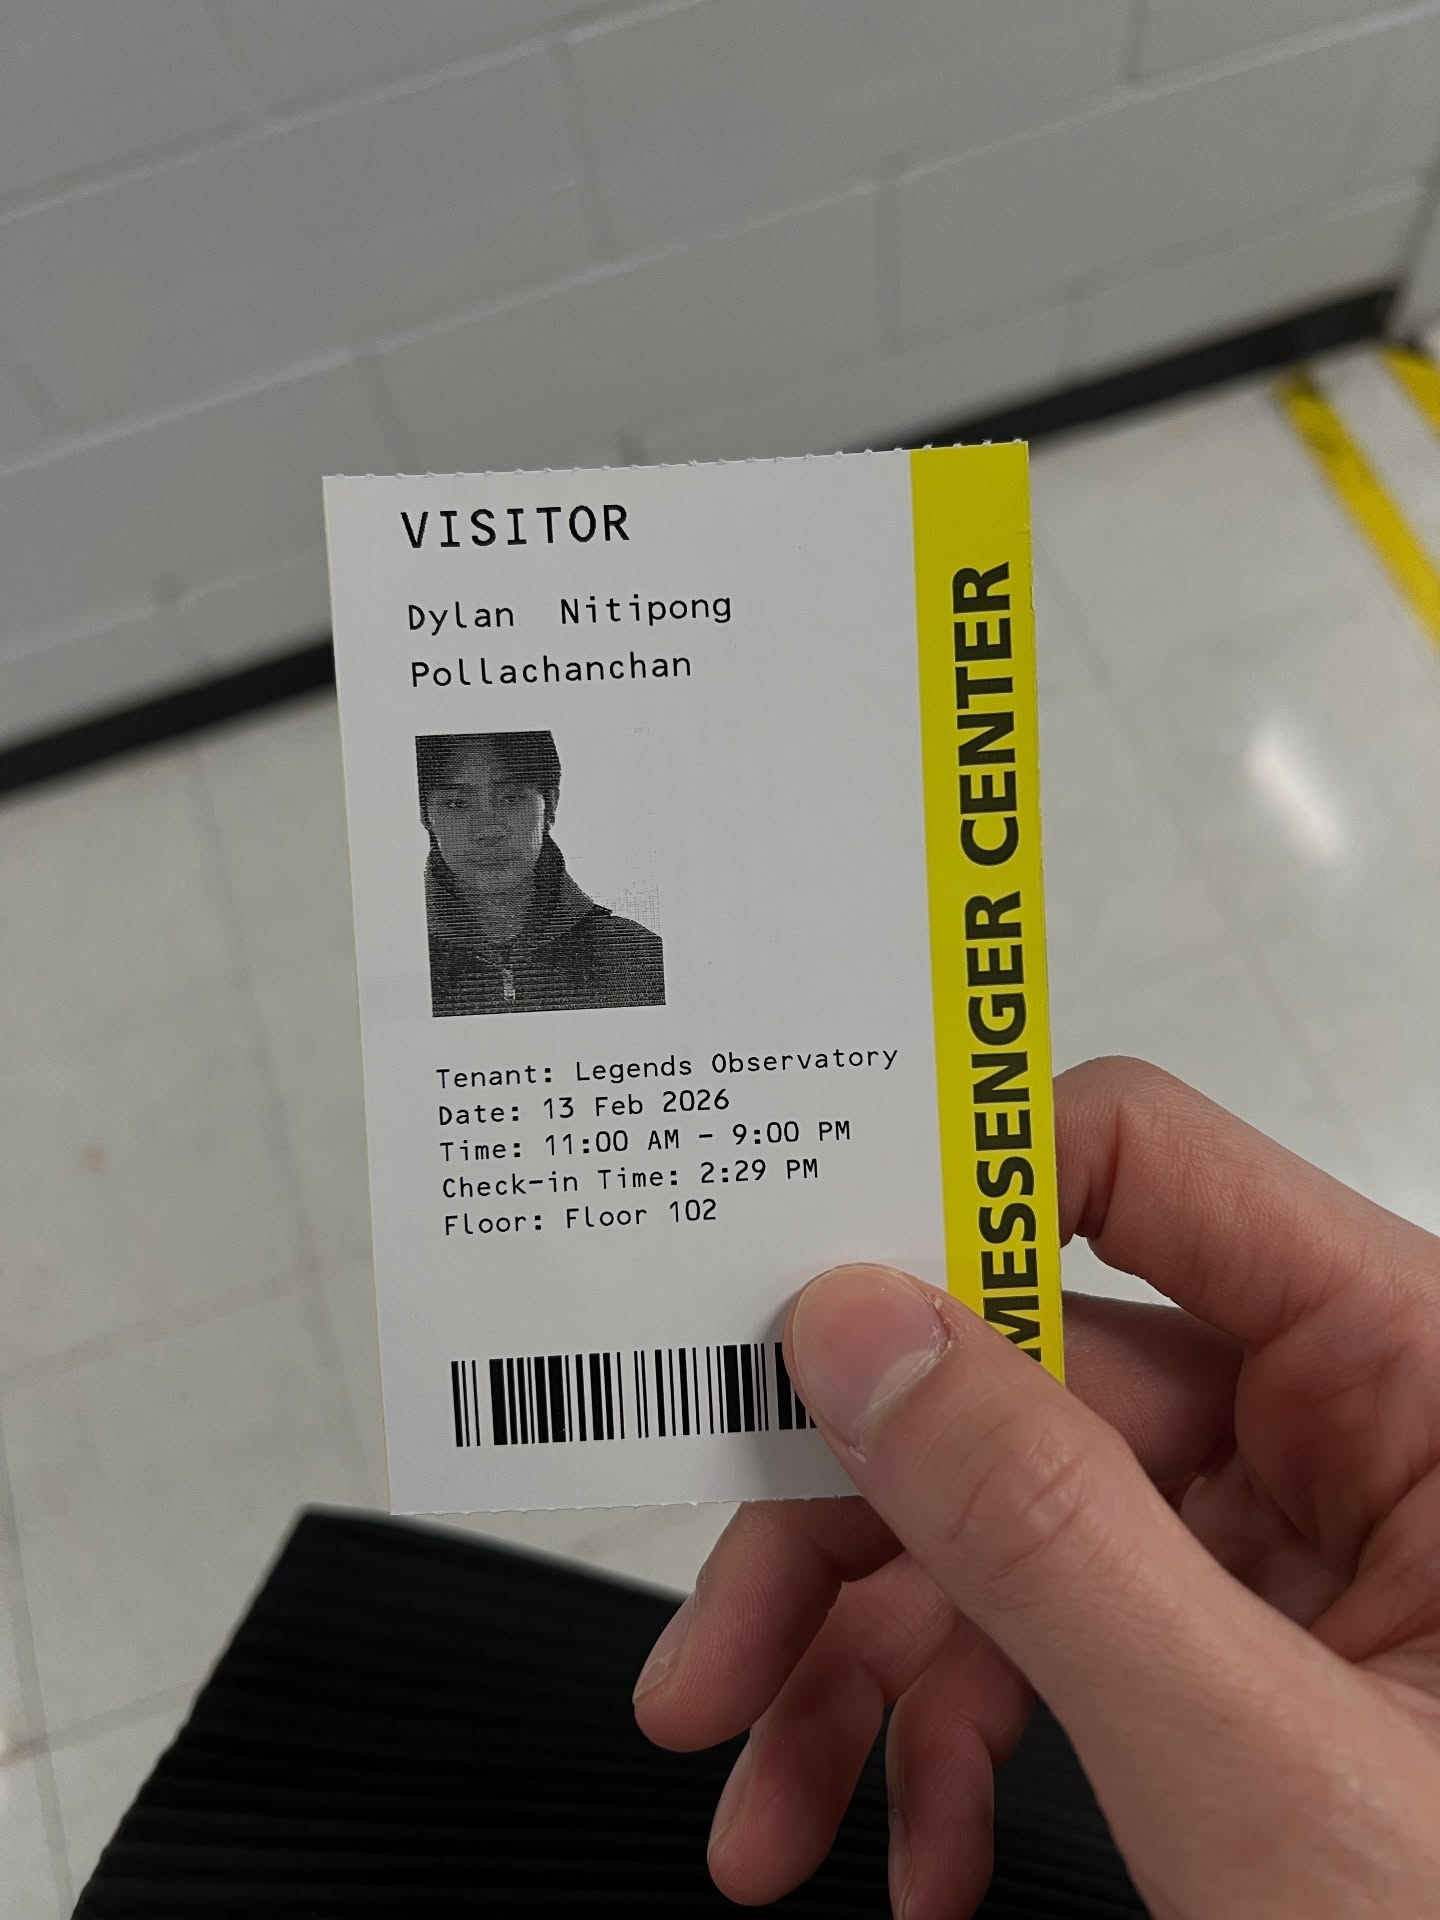 VISITOR
Dylan Nitipong
Pollachanchan
Tenant: Legends Observatory
Date: 13 Feb 2026
Time: 11:00 AM - 9:00 PM
Check-in Time: 2:29 PM
Floor: Floor 102
MESSENGER CENTER